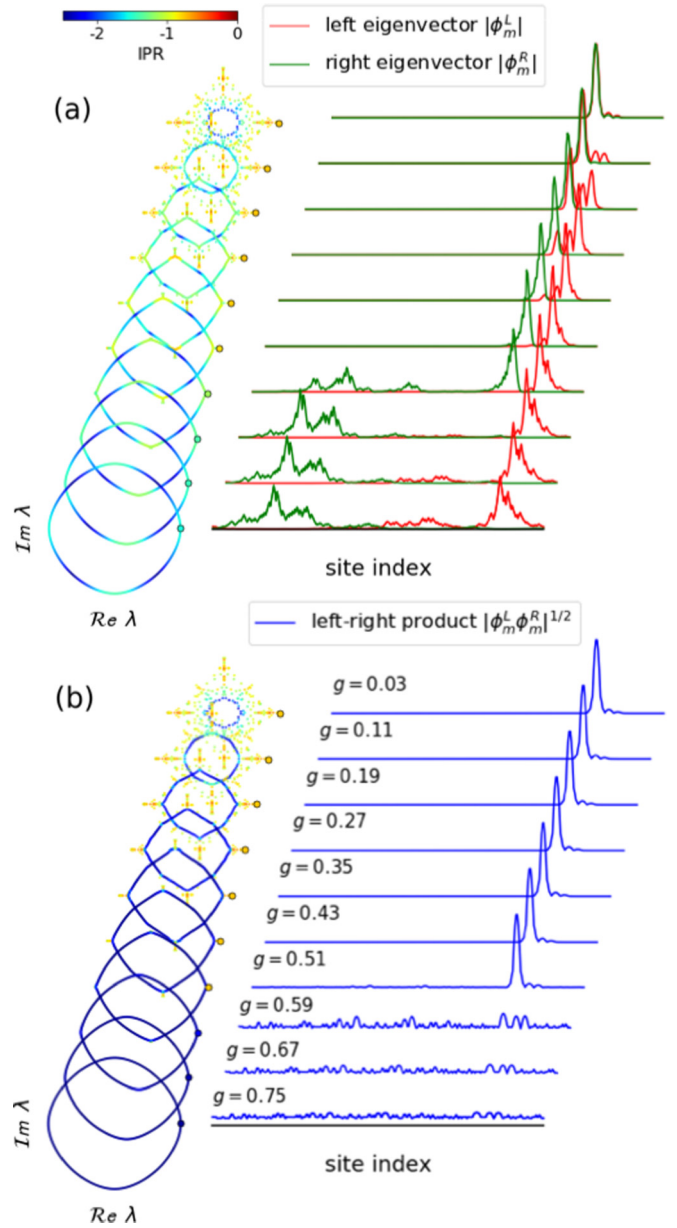 −2 −1 0
IPR
left eigenvector |ϕ_m^L|
right eigenvector |ϕ_m^R|
(a)
ℐm λ
ℛe λ
site index
left-right product |ϕ_m^L ϕ_m^R|^{1/2}
(b)
g = 0.03
g = 0.11
g = 0.19
g = 0.27
g = 0.35
g = 0.43
g = 0.51
g = 0.59
g = 0.67
g = 0.75
ℐm λ
ℛe λ
site index